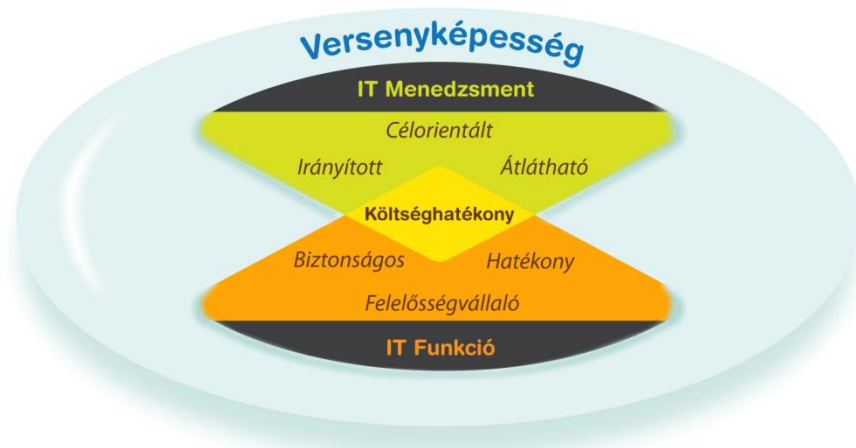 Versenyképesség
IT Menedzsment
Célorientált
Irányított Átlátható
Költséghatékony
Biztonságos Hatékony
Felelősségvállaló
IT Funkció